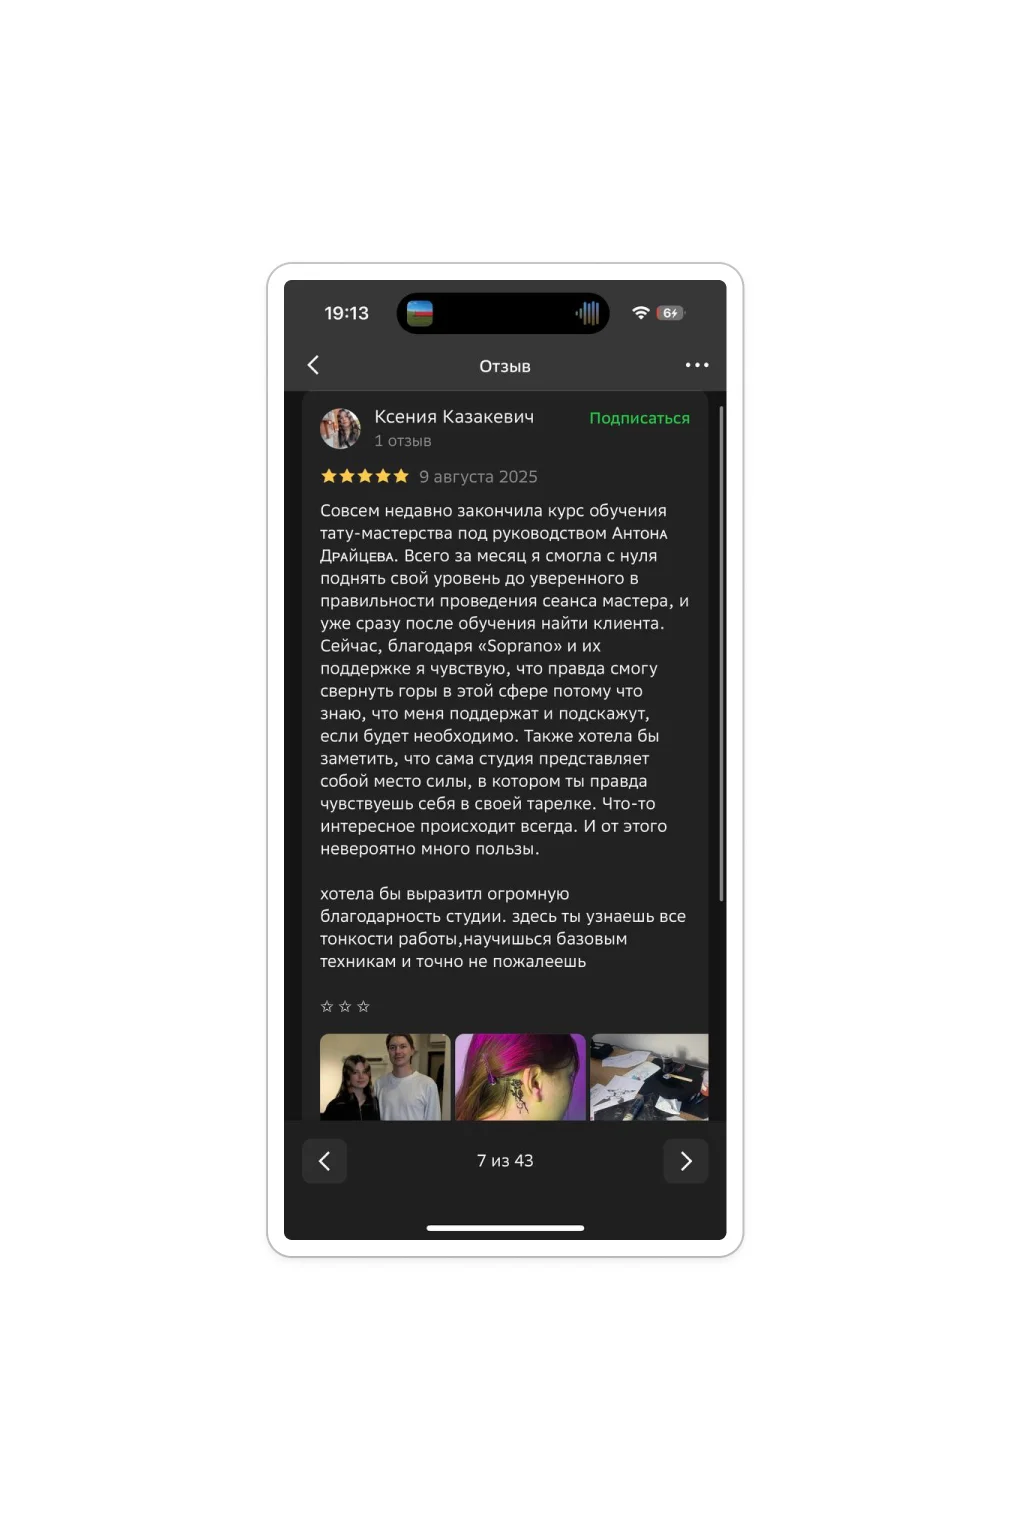 19:13
6
Отзыв
Ксения Казакевич
Подписаться
1 отзыв
9 августа 2025
Совсем недавно закончила курс обучения
тату-мастерства под руководством Антона
Драйцева. Всего за месяц я смогла с нуля
поднять свой уровень до уверенного в
правильности проведения сеанса мастера, и
уже сразу после обучения найти клиента.
Сейчас, благодаря «Soprano» и их
поддержке я чувствую, что правда смогу
свернуть горы в этой сфере потому что
знаю, что меня поддержат и подскажут,
если будет необходимо. Также хотела бы
заметить, что сама студия представляет
собой место силы, в котором ты правда
чувствуешь себя в своей тарелке. Что-то
интересное происходит всегда. И от этого
невероятно много пользы.
хотела бы выразитл огромную
благодарность студии. здесь ты узнаешь все
тонкости работы,научишься базовым
техникам и точно не пожалеешь
☆ ☆ ☆
7 из 43